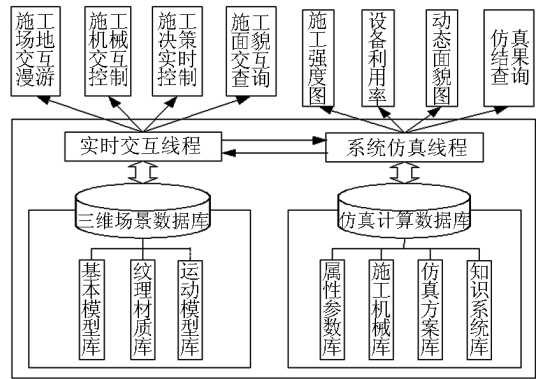 施工场地交互漫游
施工机械交互控制
施工决策实时控制
施工面貌交互查询
施工强度图
设备利用率
动态面貌图
仿真结果查询
实时交互线程
系统仿真线程
三维场景数据库
仿真计算数据库
基本模型库
纹理材质库
运动模型库
属性参数库
施工机械库
仿真方案库
知识系统库